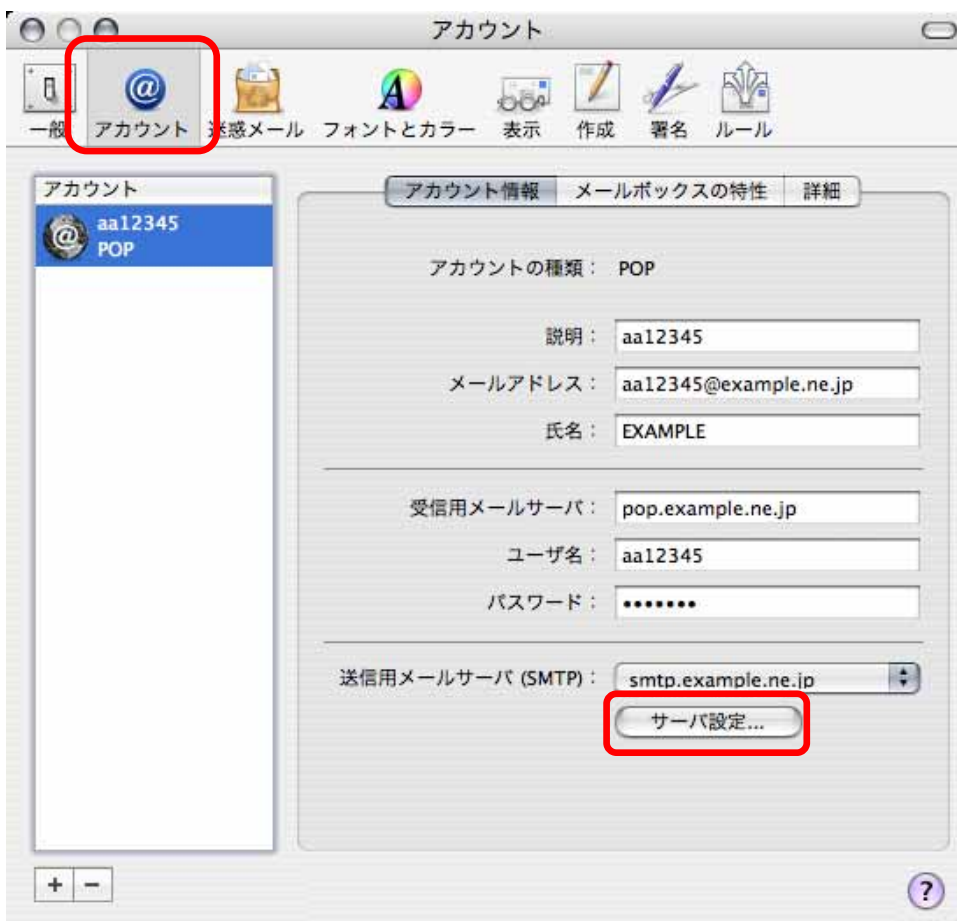 アカウント
一般 アカウント 迷惑メール フォントとカラー 表示 作成 署名 ルール
アカウント
aa12345
POP
アカウント情報 メールボックスの特性 詳細
アカウントの種類： POP
説明： aa12345
メールアドレス： aa12345@example.ne.jp
氏名： EXAMPLE
受信用メールサーバ： pop.example.ne.jp
ユーザ名： aa12345
パスワード： •••••••
送信用メールサーバ (SMTP)： smtp.example.ne.jp
サーバ設定...
+ −
?